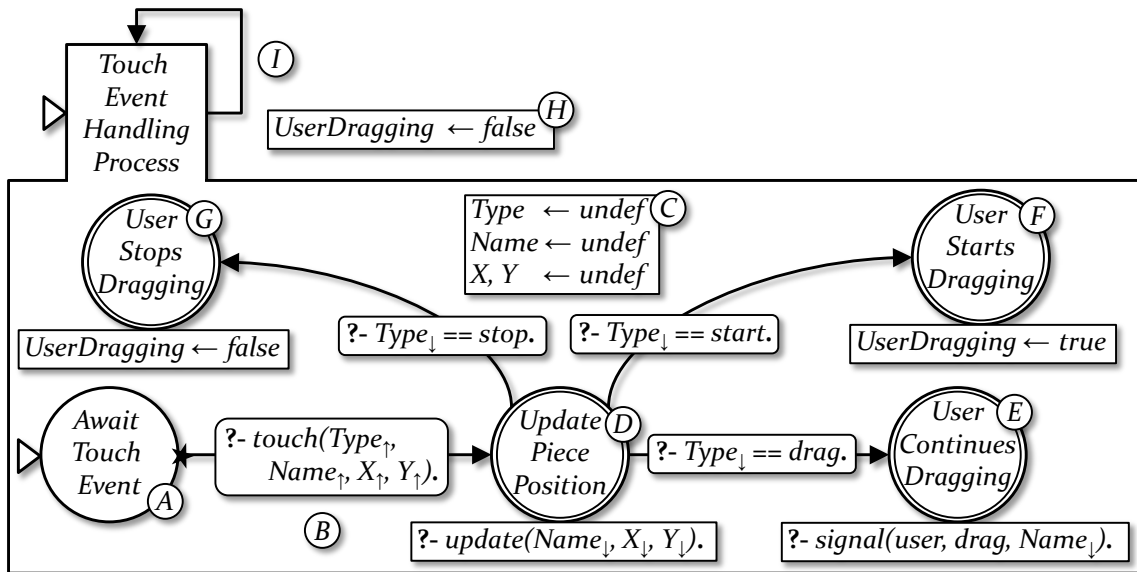 Touch
Event
Handling
Process
I
UserDragging ← false
H
User
Stops
Dragging
G
UserDragging ← false
Type ← undef
Name ← undef
X, Y ← undef
C
User
Starts
Dragging
F
UserDragging ← true
?- Type↓ == stop.
?- Type↓ == start.
Await
Touch
Event
A
?- touch(Type↑,
Name↑, X↑, Y↑).
B
Update
Piece
Position
D
?- update(Name↓, X↓, Y↓).
?- Type↓ == drag.
User
Continues
Dragging
E
?- signal(user, drag, Name↓).